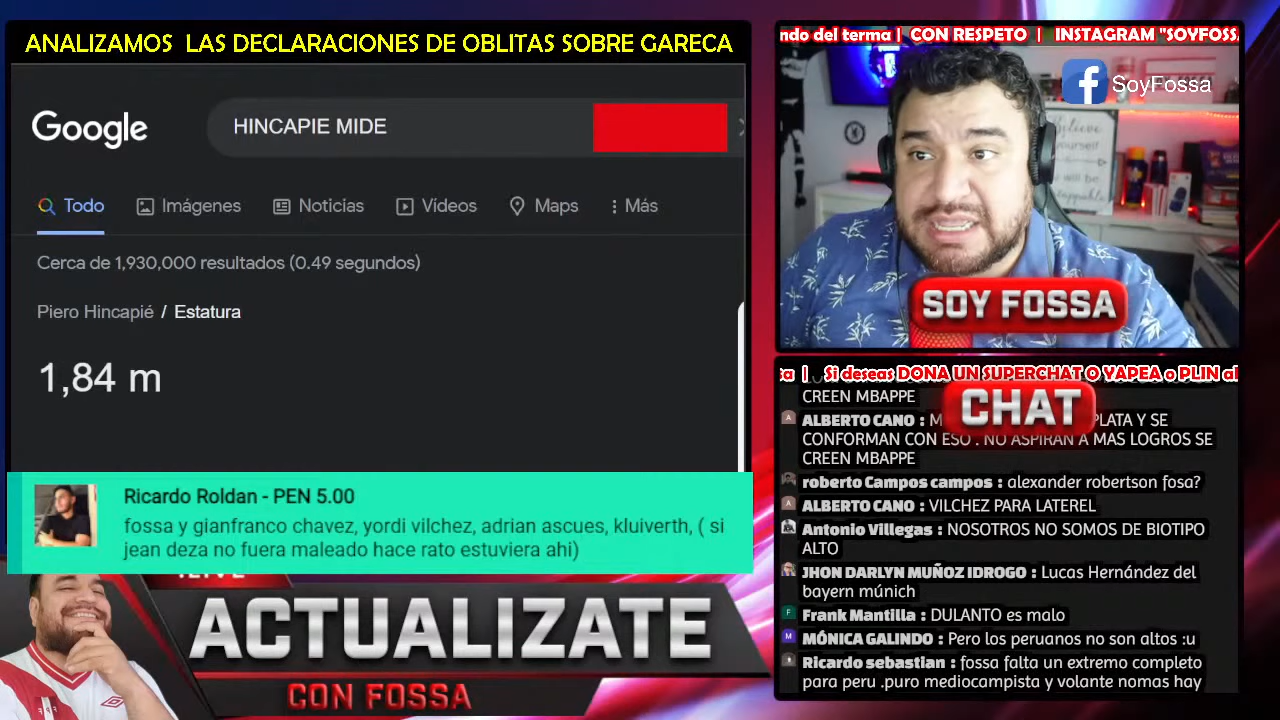 ANALIZAMOS LAS DECLARACIONES DE OBLITAS SOBRE GARECA
Google
HINCAPIE MIDE
Todo
Imágenes
Noticias
Vídeos
Maps
Más
Cerca de 1,930,000 resultados (0.49 segundos)
Piero Hincapié / Estatura
1,84 m
Ricardo Roldan - PEN 5.00
fossa y gianfranco chavez, yordi vilchez, adrian ascues, kluiverth, ( si
jean deza no fuera maleado hace rato estuviera ahi)
ACTUALIZATE
CON FOSSA
ndo del terma | CON RESPETO | INSTAGRAM "SOYFOSSA
SoyFossa
Believe
SOY FOSSA
sa | Si deseas DONA UN SUPERCHAT O YAPEA o PLIN al
CHAT
CREEN MBAPPE
ALBERTO CANO : M PLATA Y SE
CONFORMAN CON ESO . NO ASPIRAN A MAS LOGROS SE
CREEN MBAPPE
roberto Campos campos : alexander robertson fosa?
ALBERTO CANO : VILCHEZ PARA LATEREL
Antonio Villegas : NOSOTROS NO SOMOS DE BIOTIPO
ALTO
JHON DARLYN MUÑOZ IDROGO : Lucas Hernández del
bayern múnich
Frank Mantilla : DULANTO es malo
MÓNICA GALINDO : Pero los peruanos no son altos :u
Ricardo sebastian : fossa falta un extremo completo
para peru .puro mediocampista y volante nomas hay